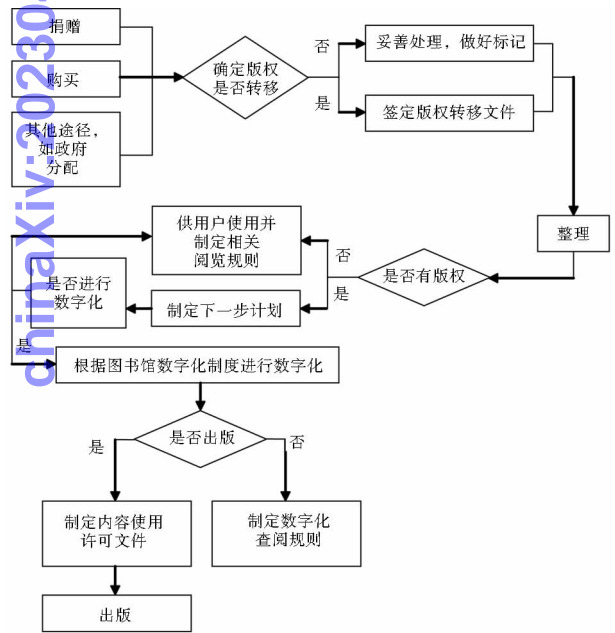 捐赠
购买
其他途径,
如政府
分配
确定版权
是否转移
否
是
妥善处理，做好标记
签定版权转移文件
整理
是否有版权
否
是
供用户使用并
制定相关
阅览规则
制定下一步计划
是否进行
数字化
是
根据图书馆数字化制度进行数字化
是否出版
是
否
制定内容使用
许可文件
制定数字化
查阅规则
出版
chinaXiv:20230